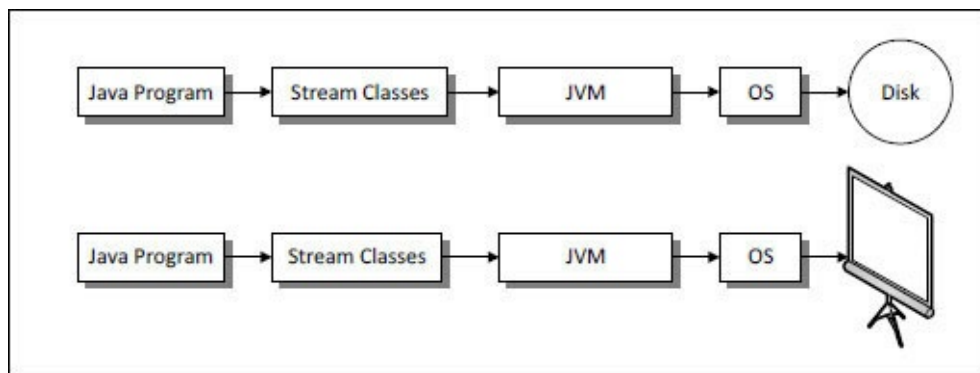 Java Program
Stream Classes
JVM
OS
Disk
Java Program
Stream Classes
JVM
OS